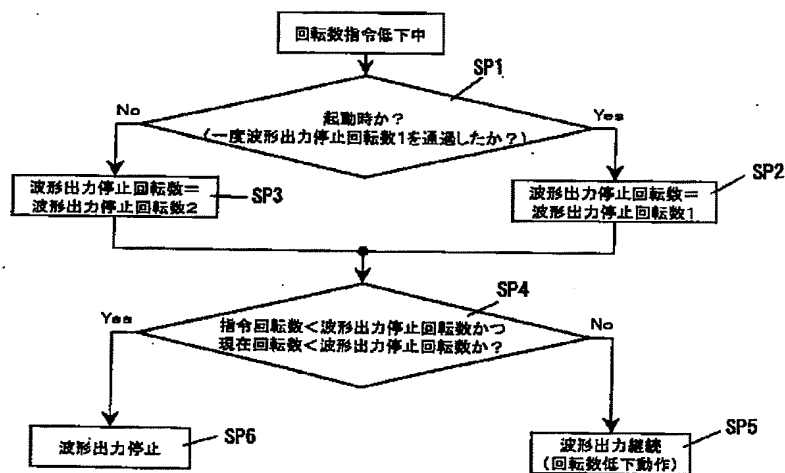 回転数指令低下中
SP1
No
起動時か?
Yes
(一度波形出力停止回転数1を通過したか?)
波形出力停止回転数=
波形出力停止回転数2
SP3
波形出力停止回転数=
波形出力停止回転数1
SP2
SP4
Yes
指令回転数<波形出力停止回転数かつ
現在回転数<波形出力停止回転数か?
No
波形出力停止
SP6
波形出力継続
(回転数低下動作)
SP5